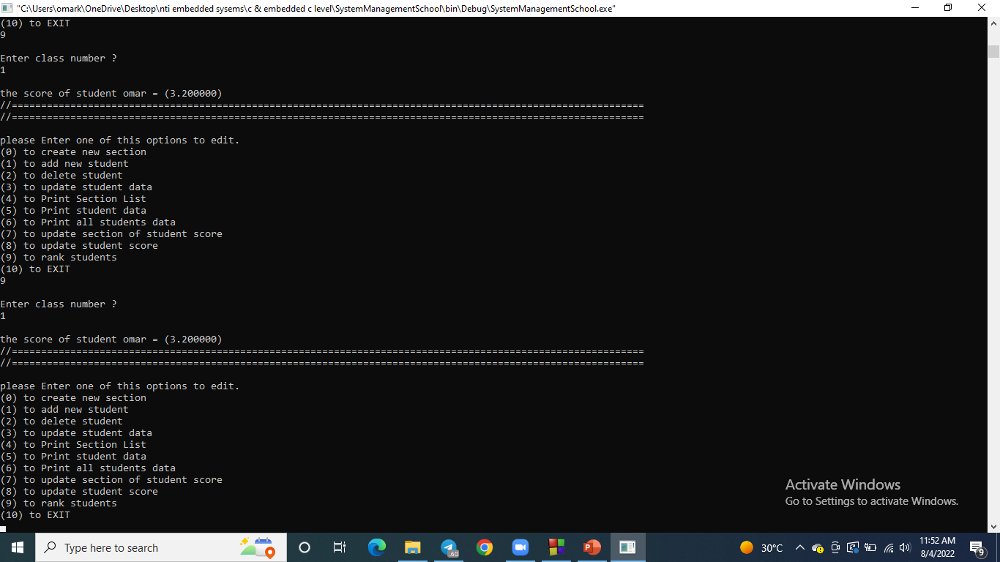 "C:\Users\omark\OneDrive\Desktop\nti embedded sysems\c & embedded c level\SystemManagementSchool\bin\Debug\SystemManagementSchool.exe"
(10) to EXIT
9
Enter class number ?
1
the score of student omar = (3.200000)
//============================================================================================================
//============================================================================================================
please Enter one of this options to edit.
(0) to create new section
(1) to add new student
(2) to delete student
(3) to update student data
(4) to Print Section List
(5) to Print student data
(6) to Print all students data
(7) to update section of student score
(8) to update student score
(9) to rank students
(10) to EXIT
9
Enter class number ?
1
the score of student omar = (3.200000)
//============================================================================================================
//============================================================================================================
please Enter one of this options to edit.
(0) to create new section
(1) to add new student
(2) to delete student
(3) to update student data
(4) to Print Section List
(5) to Print student data
(6) to Print all students data
(7) to update section of student score
(8) to update student score
(9) to rank students
(10) to EXIT
Activate Windows
Go to Settings to activate Windows.
Type here to search
.60
P
30°C
11:52 AM
8/4/2022
9